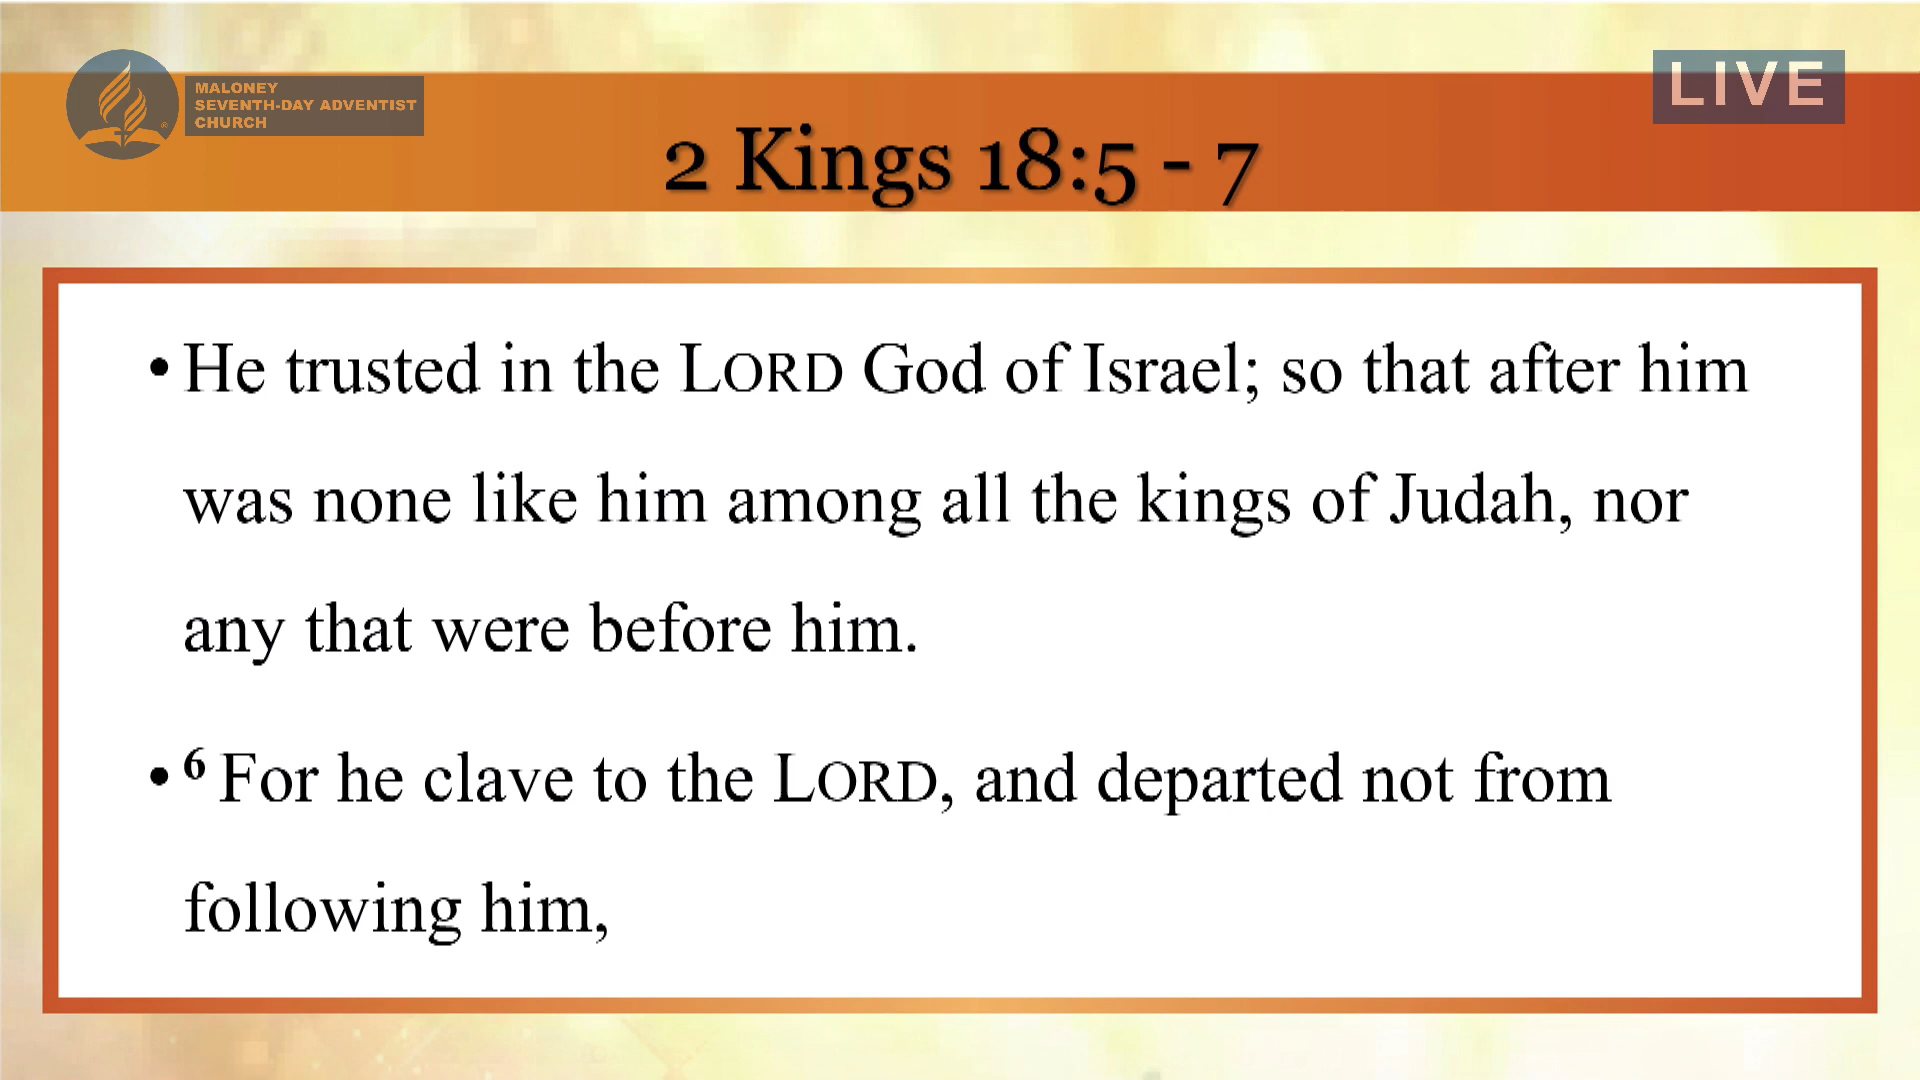 MALONEY
SEVENTH-DAY ADVENTIST
CHURCH
LIVE
2 Kings 18:5 - 7
• He trusted in the LORD God of Israel; so that after him
was none like him among all the kings of Judah, nor
any that were before him.
• 6 For he clave to the LORD, and departed not from
following him,